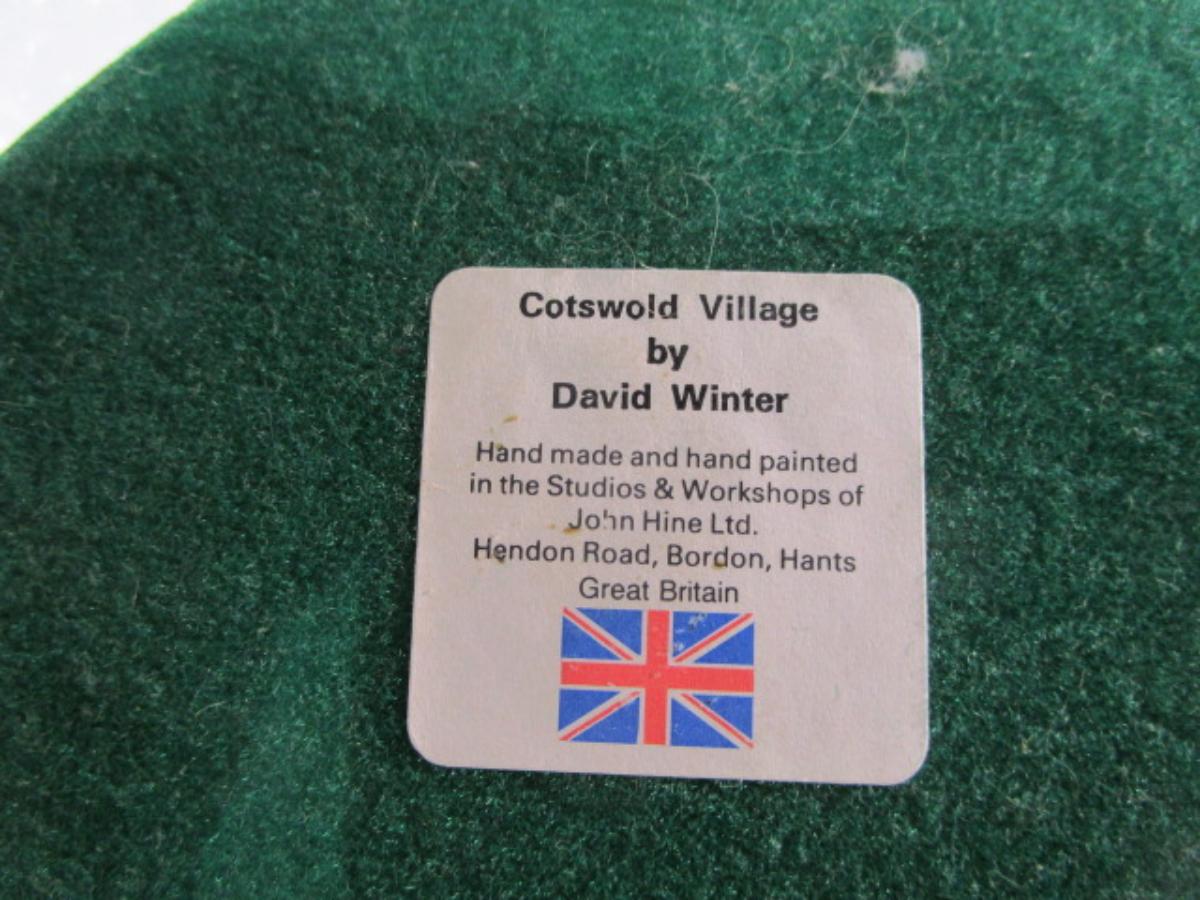 Cotswold Village
by
David Winter
Hand made and hand painted
in the Studios & Workshops of
John Hine Ltd.
Hendon Road, Bordon, Hants
Great Britain